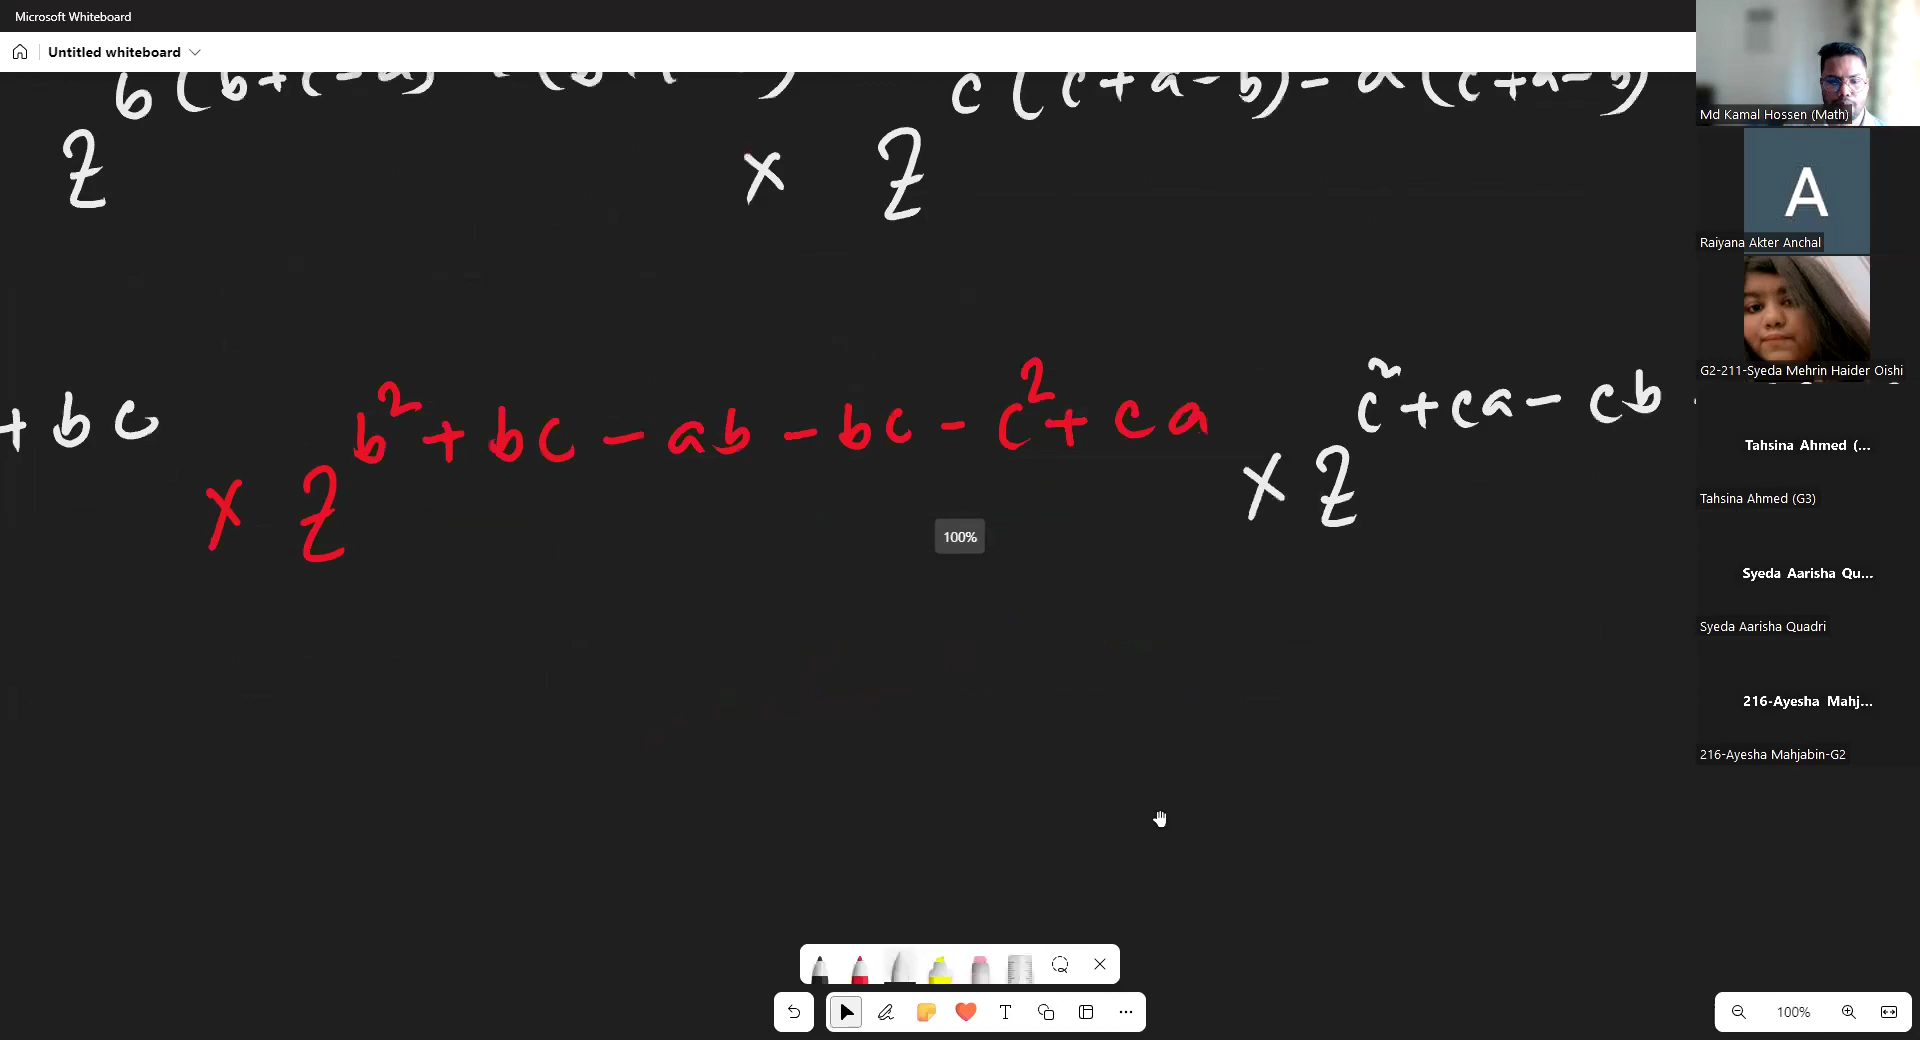 Microsoft Whiteboard
Untitled whiteboard
z^b(b+c-a)
× z^c(c+a-b)-a(c+a-b)
+bc × z^b²+bc-ab-bc-c²+ca × z^c²+ca-cb
100%
Md Kamal Hossen (Math)
A
Raiyana Akter Anchal
G2-211-Syeda Mehrin Haider Oishi
Tahsina Ahmed (...
Tahsina Ahmed (G3)
Syeda Aarisha Qu...
Syeda Aarisha Quadri
216-Ayesha Mahj...
216-Ayesha Mahjabin-G2
T
100%